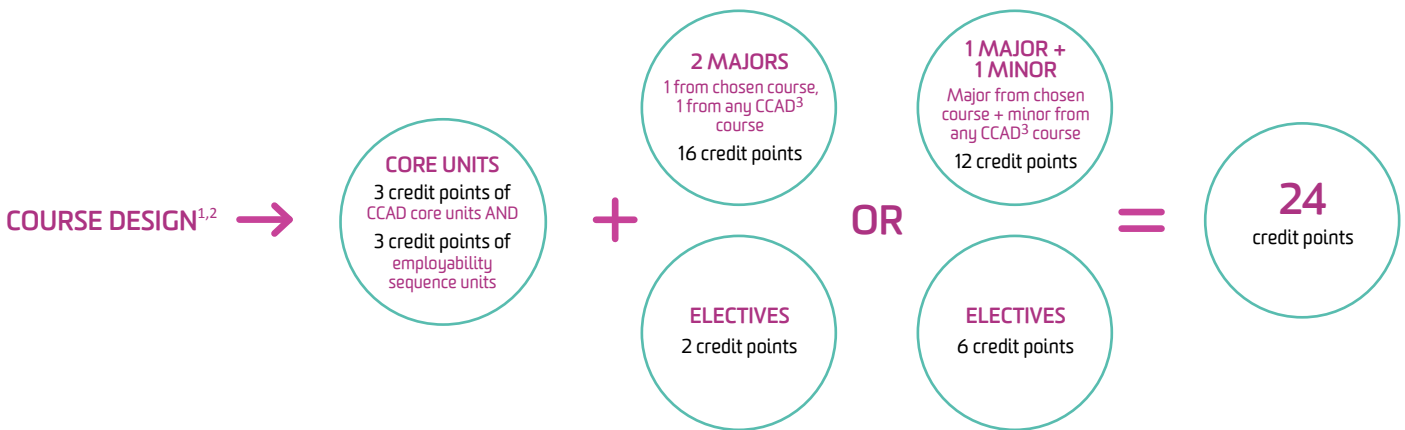 COURSE DESIGN1,2
CORE UNITS
3 credit points of
CCAD core units AND
3 credit points of
employability
sequence units
2 MAJORS
1 from chosen course,
1 from any CCAD3
course
16 credit points
ELECTIVES
2 credit points
OR
1 MAJOR +
1 MINOR
Major from chosen
course + minor from
any CCAD3 course
12 credit points
ELECTIVES
6 credit points
24
credit points